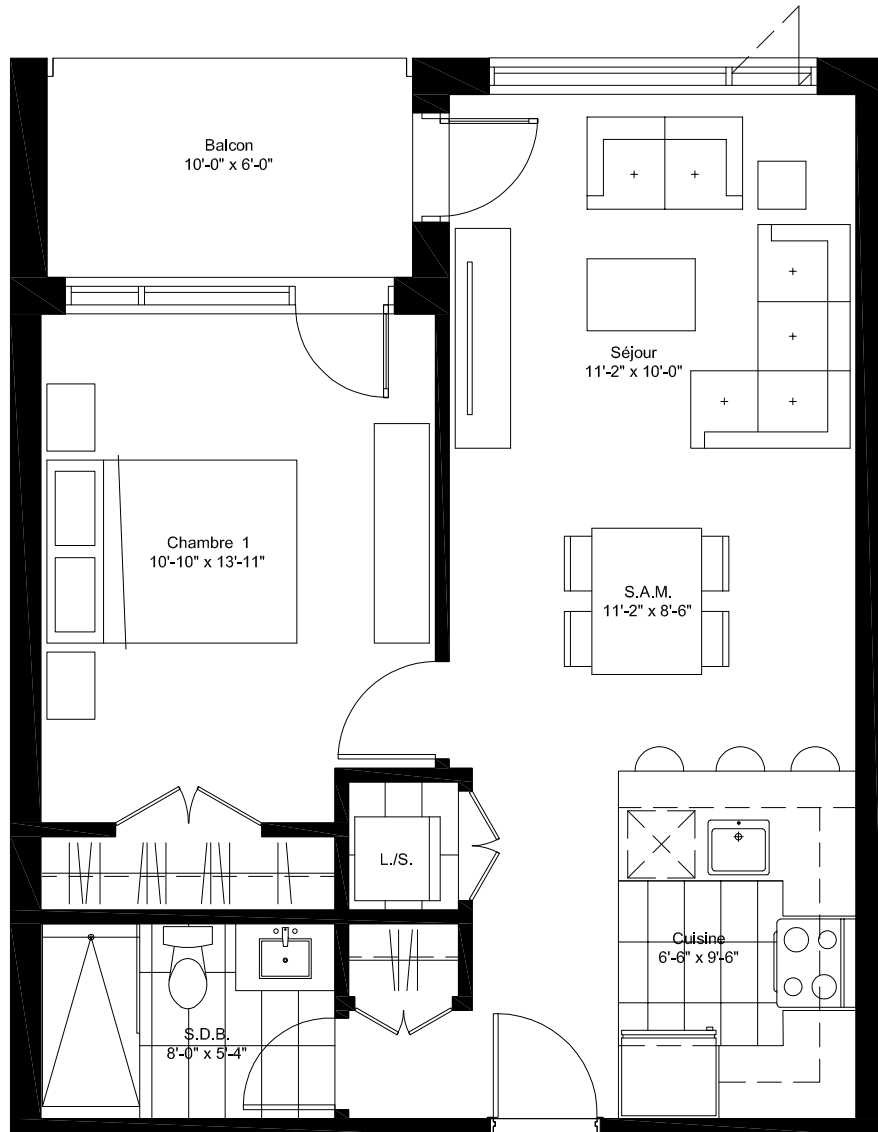 Balcon
10'-0" x 6'-0"
Séjour
11'-2" x 10'-0"
Chambre 1
10'-10" x 13'-11"
S.A.M.
11'-2" x 8'-6"
L./S.
Cuisine
6'-6" x 9'-6"
S.D.B.
8'-0" x 5'-4"